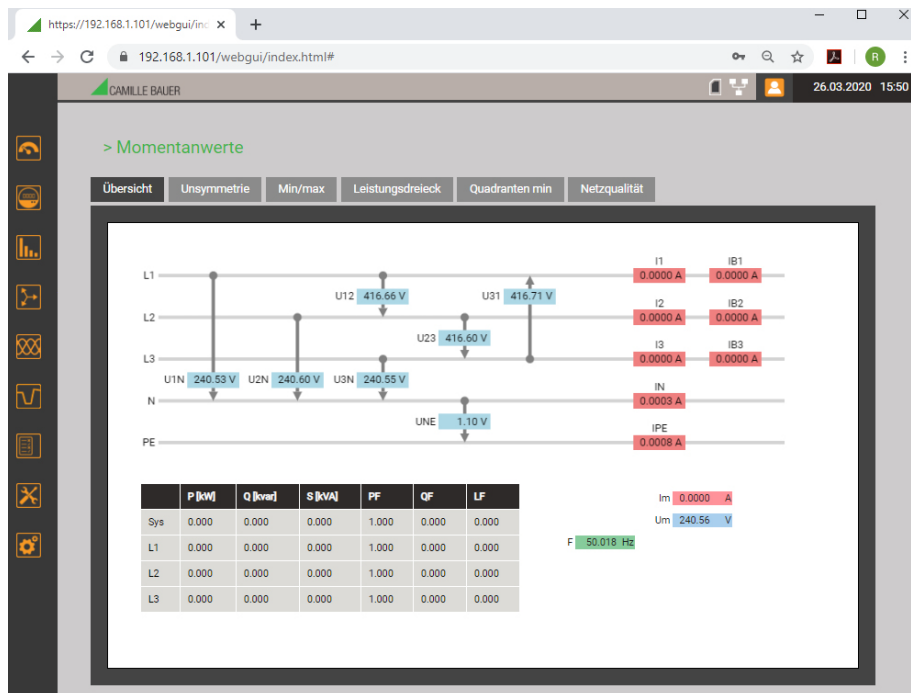 https://192.168.1.101/webgui/ind
192.168.1.101/webgui/index.html#
R
CAMILLE BAUER
26.03.2020 15:50
> Momentanwerte
Übersicht Unsymmetrie Min/max Leistungsdreieck Quadranten min Netzqualität
I1 IB1
L1 0.0000 A 0.0000 A
U12 416.66 V U31 416.71 V
I2 IB2
L2 0.0000 A 0.0000 A
U23 416.60 V
I3 IB3
L3 0.0000 A 0.0000 A
U1N 240.53 V U2N 240.60 V U3N 240.55 V
IN
N 0.0003 A
UNE 1.10 V
IPE
PE 0.0008 A
P [kW] Q [kvar] S [kVA] PF QF LF
Sys 0.000 0.000 0.000 1.000 0.000 0.000
L1 0.000 0.000 0.000 1.000 0.000 0.000
L2 0.000 0.000 0.000 1.000 0.000 0.000
L3 0.000 0.000 0.000 1.000 0.000 0.000
Im 0.0000 A
Um 240.56 V
F 50.018 Hz